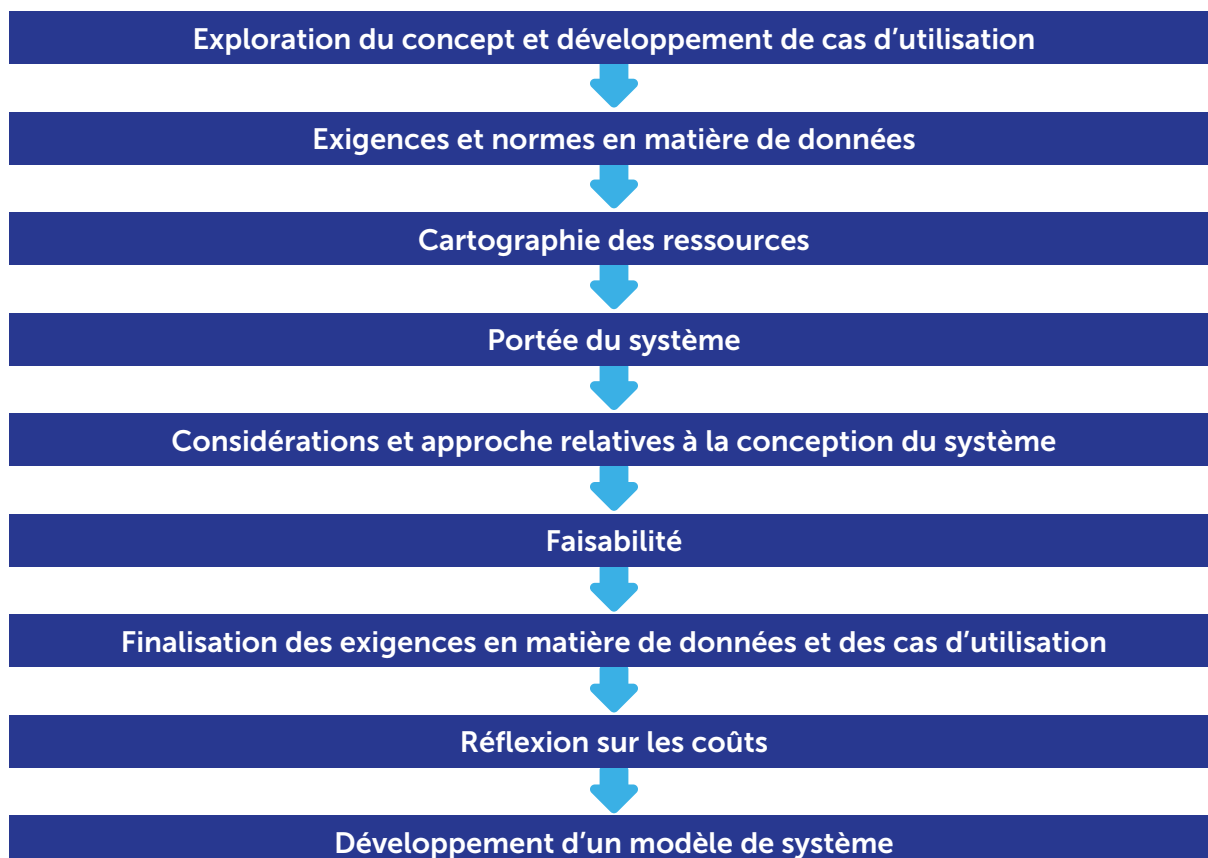 Exploration du concept et développement de cas d’utilisation
Exigences et normes en matière de données
Cartographie des ressources
Portée du système
Considérations et approche relatives à la conception du système
Faisabilité
Finalisation des exigences en matière de données et des cas d’utilisation
Réflexion sur les coûts
Développement d’un modèle de système